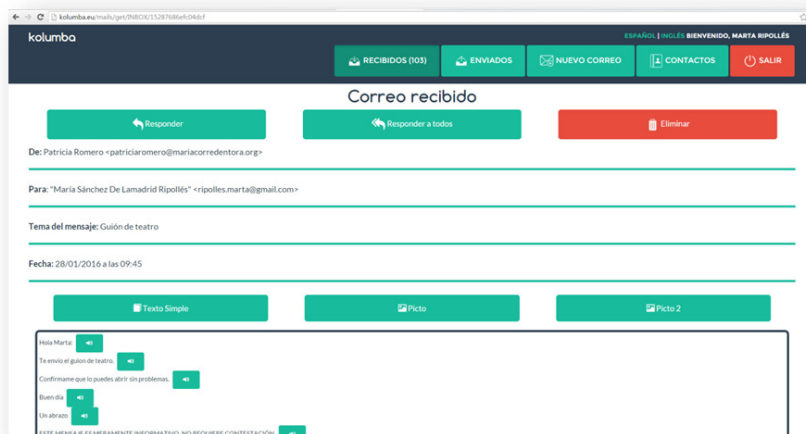 kolumba.eu/mails/get/INBOX/15287686efc04dcf
kolumba
ESPAÑOL | INGLÉS BIENVENIDO, MARTA RIPOLLÉS
RECIBIDOS (103) ENVIADOS NUEVO CORREO CONTACTOS SALIR
Correo recibido
Responder Responder a todos Eliminar
De: Patricia Romero <patriciaromero@mariacorredentora.org>
Para: "María Sánchez De Lamadrid Ripollés" <ripolles.marta@gmail.com>
Tema del mensaje: Guión de teatro
Fecha: 28/01/2016 a las 09:45
Texto Simple Picto Picto 2
Hola Marta:
Te envío el guion de teatro.
Confirmame que lo puedes abrir sin problemas.
Buen día
Un abrazo
ESTE MENSAJE ES MERAMENTE INFORMATIVO, NO REQUIERE CONTESTACIÓN